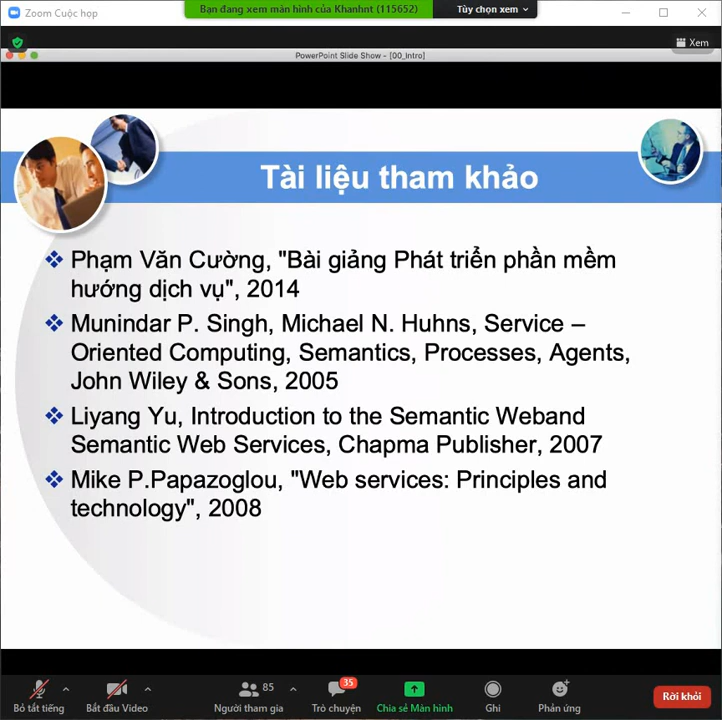 Zoom Cuộc họp
Bạn đang xem màn hình của Khanhnt (115652)
Tùy chọn xem
Xem
PowerPoint Slide Show - [00_Intro]
Tài liệu tham khảo
Phạm Văn Cường, "Bài giảng Phát triển phần mềm
hướng dịch vụ", 2014
Munindar P. Singh, Michael N. Huhns, Service –
Oriented Computing, Semantics, Processes, Agents,
John Wiley & Sons, 2005
Liyang Yu, Introduction to the Semantic Weband
Semantic Web Services, Chapma Publisher, 2007
Mike P.Papazoglou, "Web services: Principles and
technology", 2008
85
35
Bỏ tắt tiếng
Bắt đầu Video
Người tham gia
Trò chuyện
Chia sẻ Màn hình
Ghi
Phản ứng
Rời khỏi